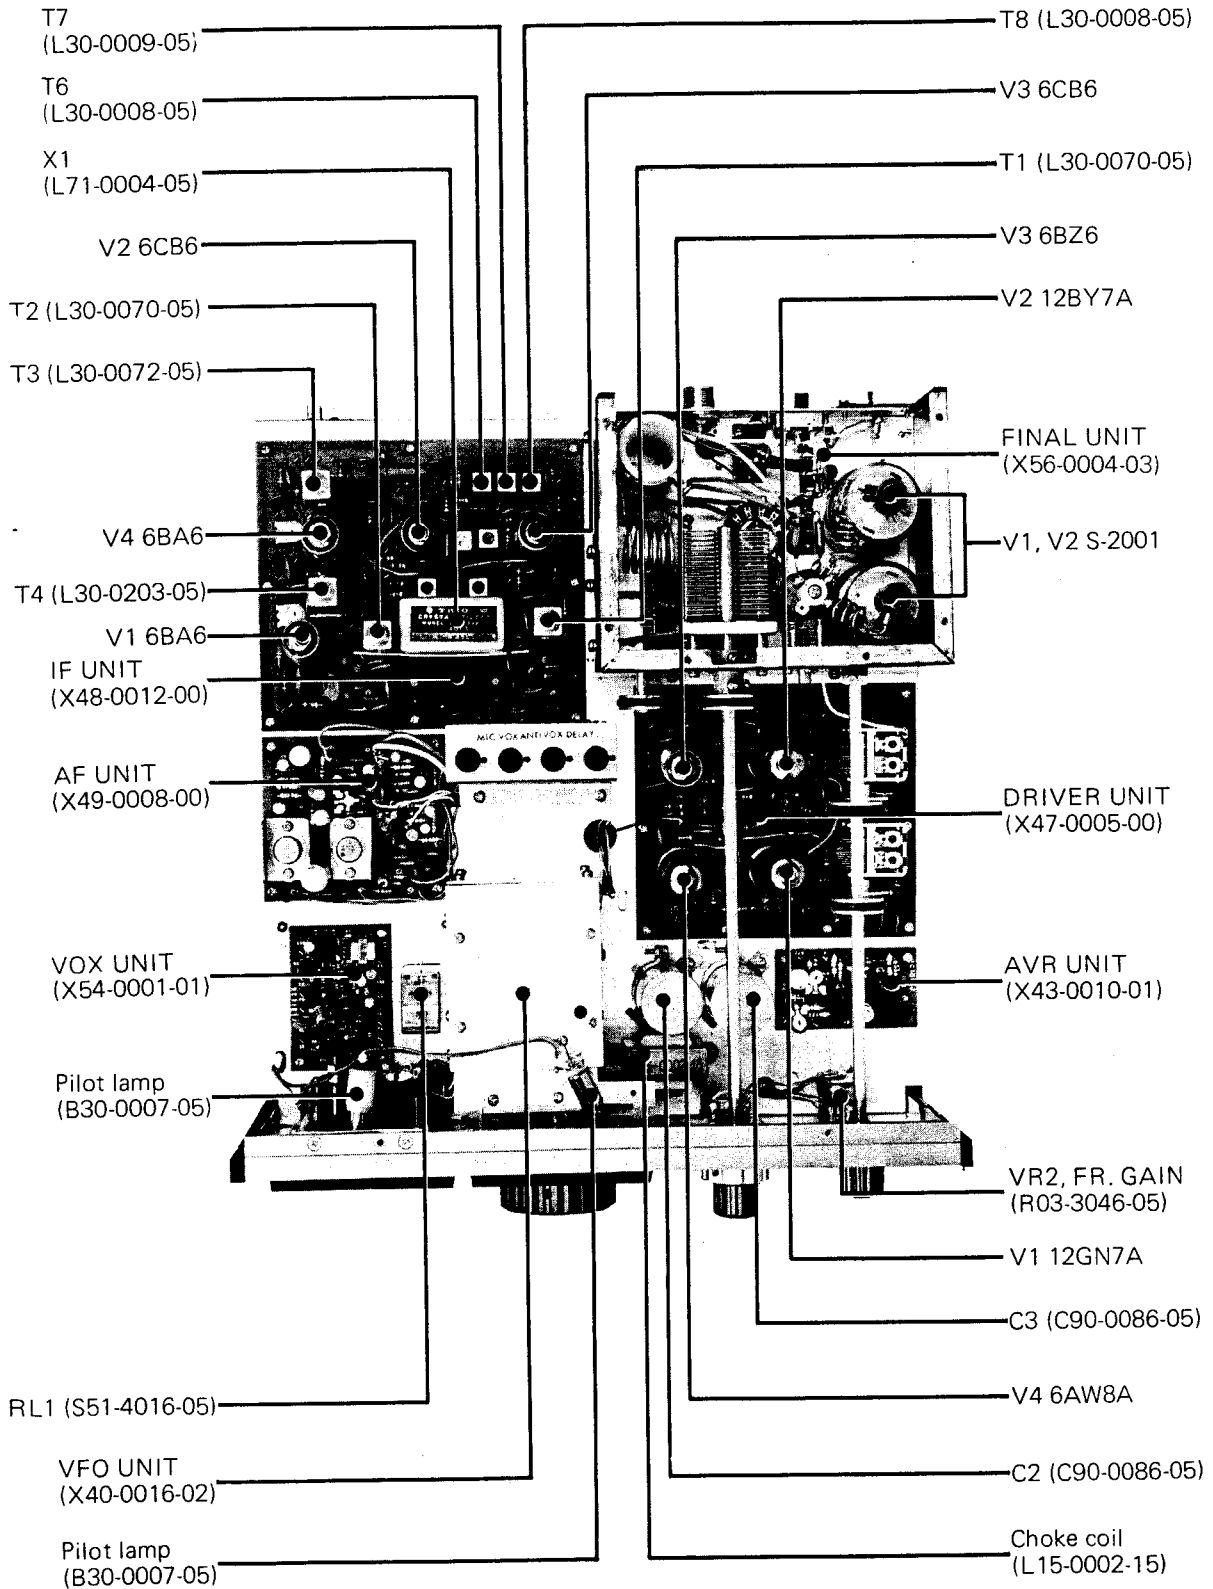 T7
(L30-0009-05)
T6
(L30-0008-05)
X1
(L71-0004-05)
V2 6CB6
T2 (L30-0070-05)
T3 (L30-0072-05)
V4 6BA6
T4 (L30-0203-05)
V1 6BA6
IF UNIT
(X48-0012-00)
AF UNIT
(X49-0008-00)
VOX UNIT
(X54-0001-01)
Pilot lamp
(B30-0007-05)
RL1 (S51-4016-05)
VFO UNIT
(X40-0016-02)
Pilot lamp
(B30-0007-05)
MIC VOX ANTI VOX DELAY
T8 (L30-0008-05)
V3 6CB6
T1 (L30-0070-05)
V3 6BZ6
V2 12BY7A
FINAL UNIT
(X56-0004-03)
V1, V2 S-2001
DRIVER UNIT
(X47-0005-00)
AVR UNIT
(X43-0010-01)
VR2, FR. GAIN
(R03-3046-05)
V1 12GN7A
C3 (C90-0086-05)
V4 6AW8A
C2 (C90-0086-05)
Choke coil
(L15-0002-15)